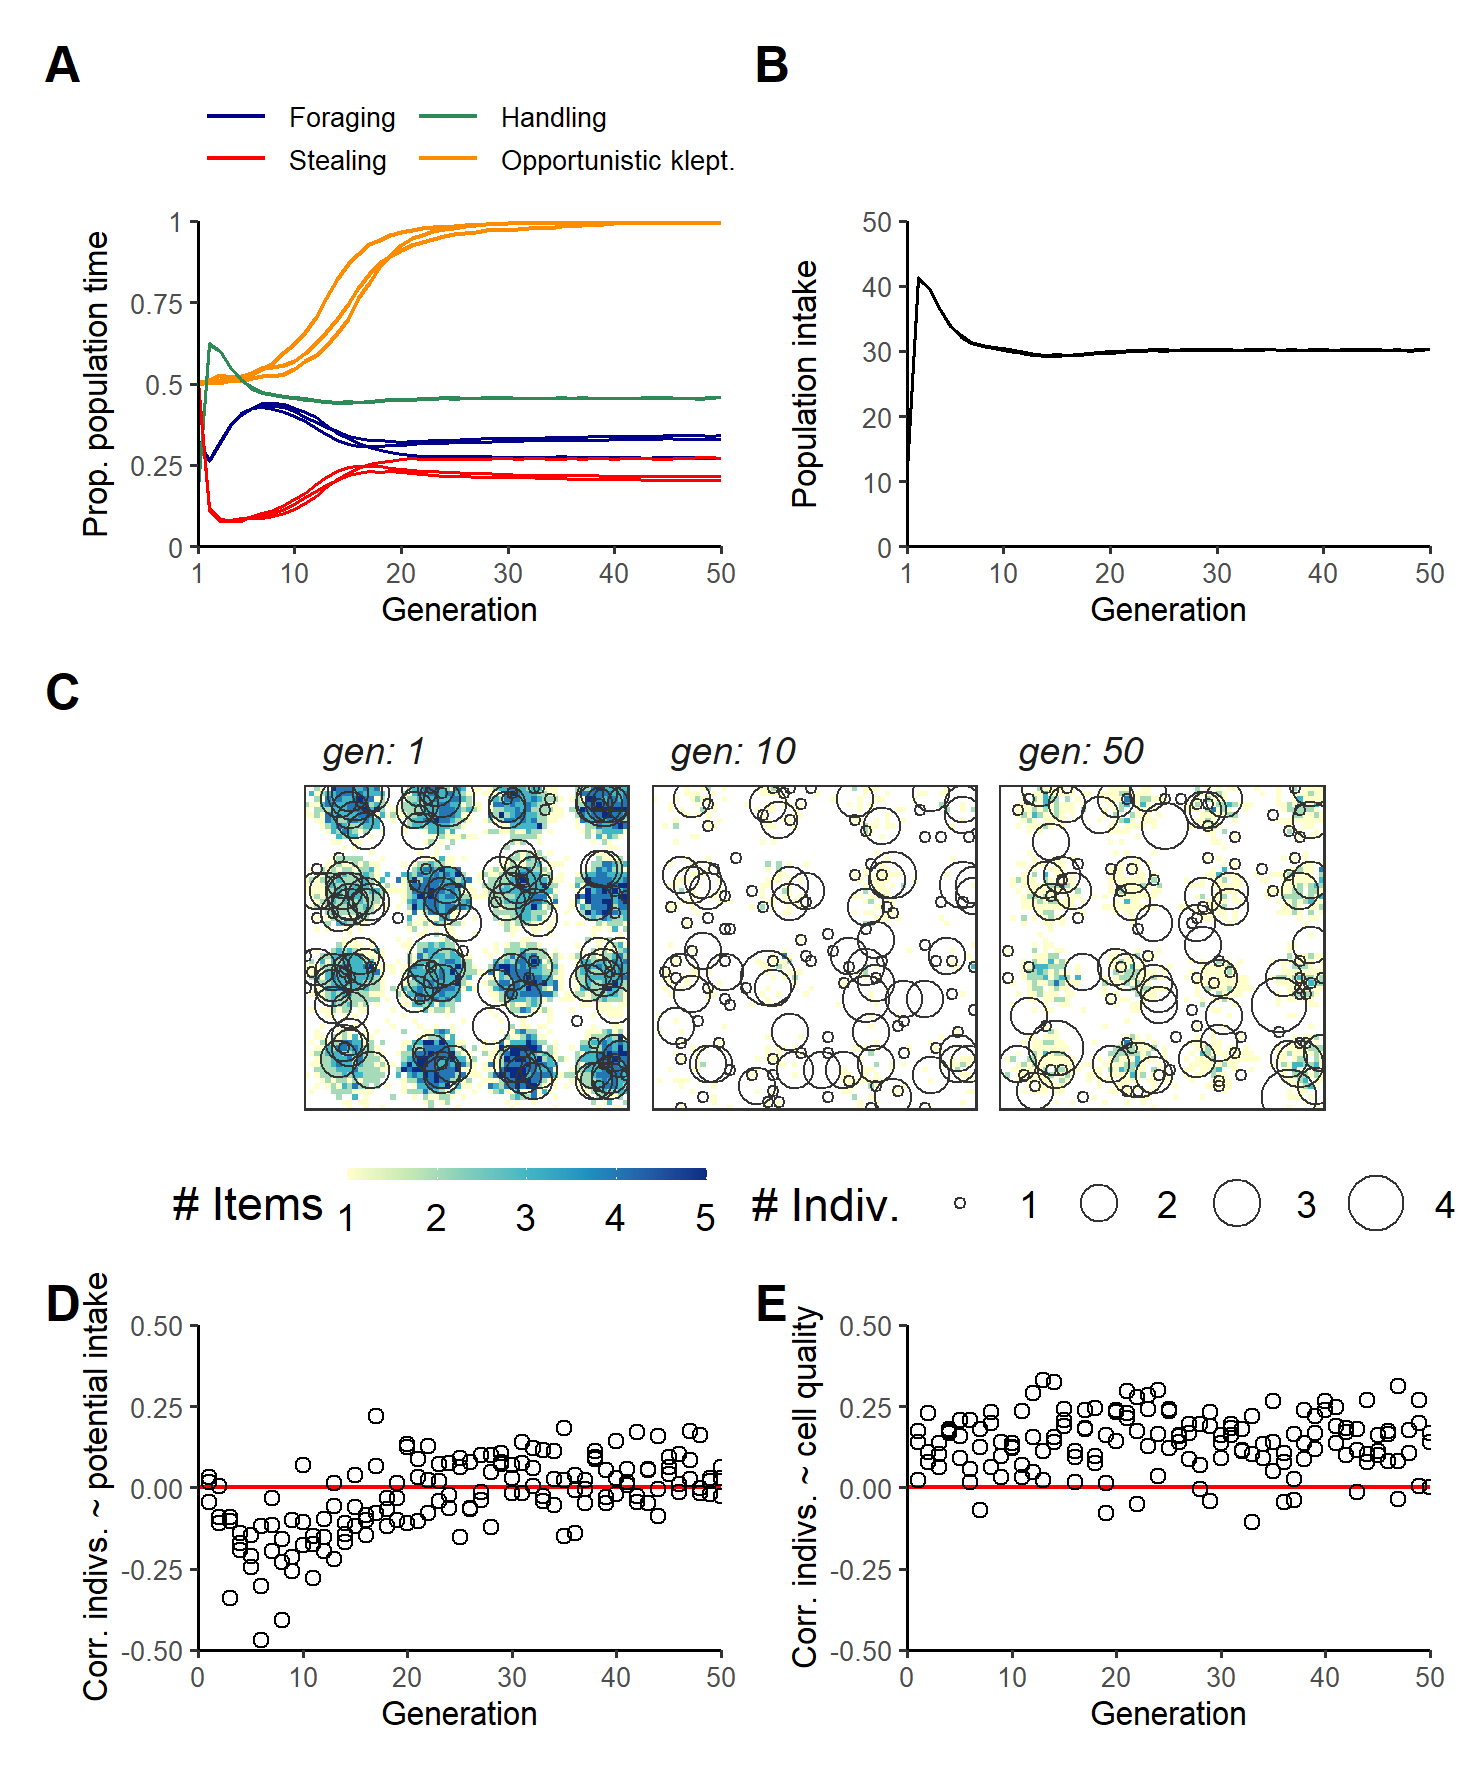 A
B
Foraging
Handling
Stealing
Opportunistic klept.
Prop. population time
1
0.75
0.5
0.25
0
1 10 20 30 40 50
Generation
Population intake
50
40
30
20
10
0
1 10 20 30 40 50
Generation
C
gen: 1
gen: 10
gen: 50
# Items
1 2 3 4 5
# Indiv.
1 2 3 4
D
Corr. indivs. ~ potential intake
0.50
0.25
0.00
-0.25
-0.50
0 10 20 30 40 50
Generation
E
Corr. indivs. ~ cell quality
0.50
0.25
0.00
-0.25
-0.50
0 10 20 30 40 50
Generation